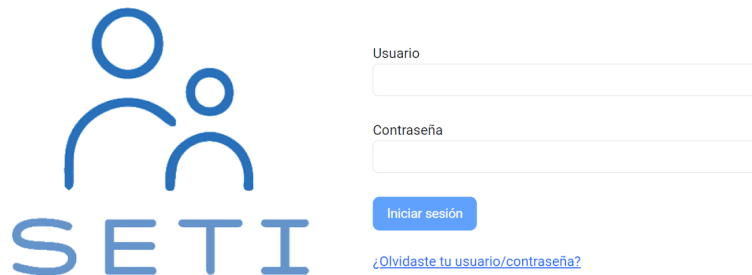 SETI
Usuario
Contraseña
Iniciar sesión
¿Olvidaste tu usuario/contraseña?